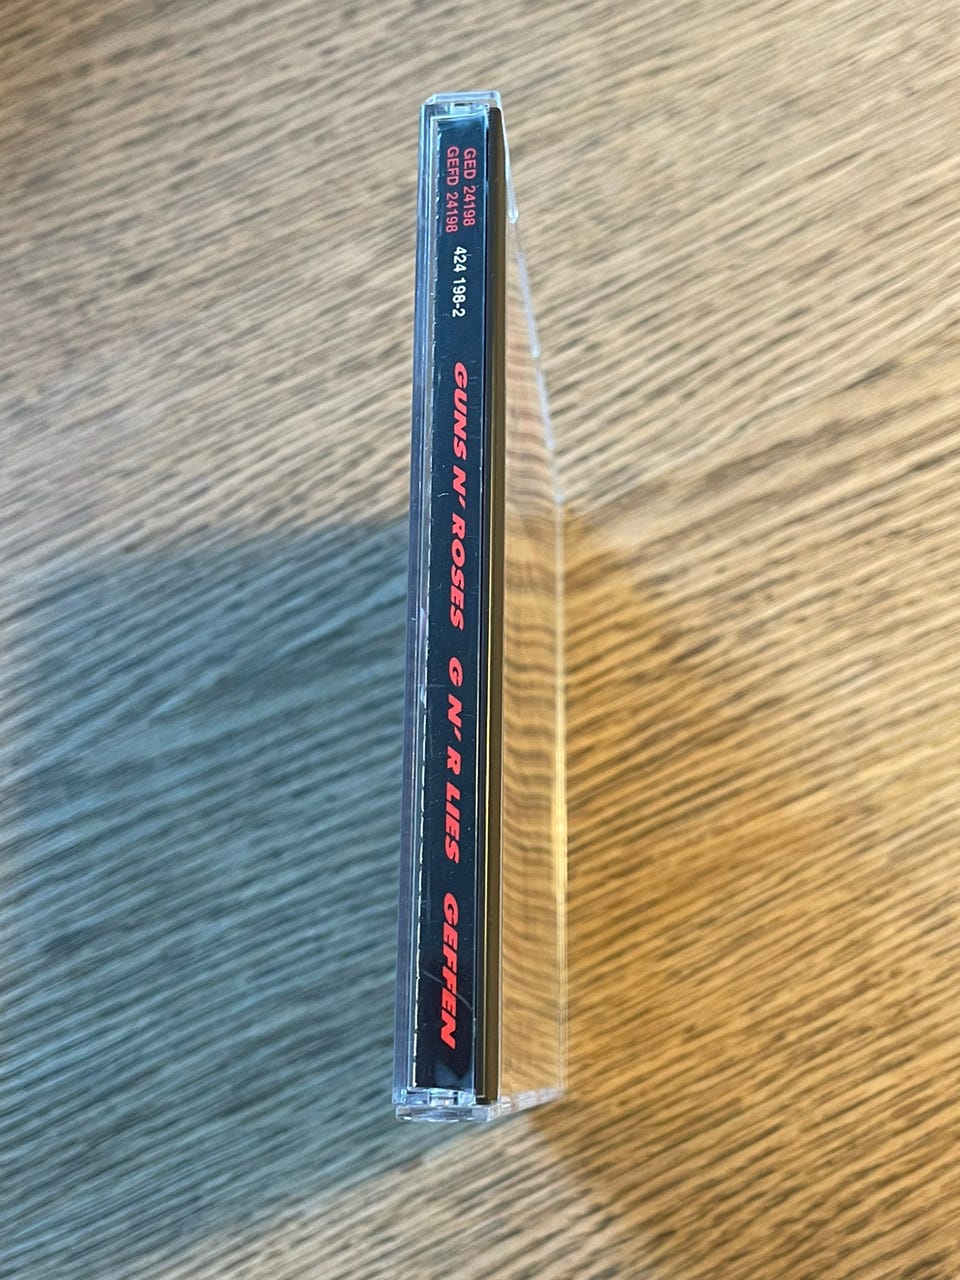 GED 24198
GEFD 24198
424 198-2
GUNS N' ROSES G N' R LIES GEFFEN